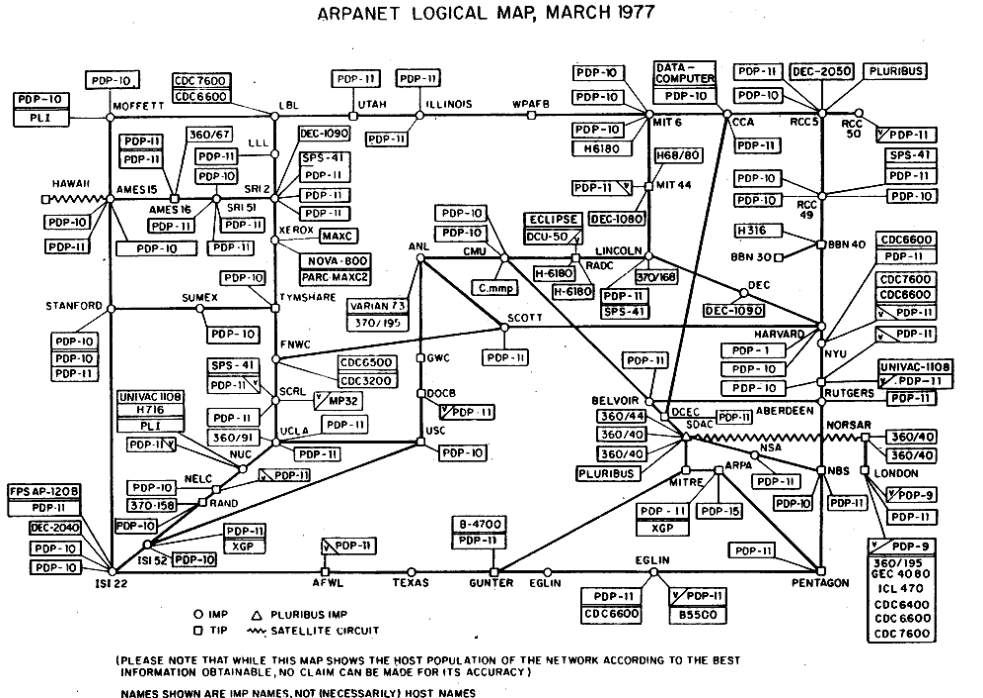 ARPANET LOGICAL MAP, MARCH 1977
PDP-10
CDC7600
CDC6600
PDP-11
PDP-11
PDP-10
DATA-
COMPUTER
PDP-10
PDP-11
DEC-2050
PLURIBUS
PDP-10
PLI
MOFFETT
LBL
UTAH
ILLINOIS
WPAFB
PDP-10
MIT 6
CCA
PDP-10
RCC5
RCC
50
PDP-11
PDP-11
PDP-11
360/67
DEC-1090
PDP-11
PDP-10
H6180
PDP-11
LLL
PDP-11
SPS-41
PDP-11
H68/80
SPS-41
PDP-11
PDP-10
HAWAII
AMES15
PDP-10
SRI2
PDP-11
PDP-11
MIT 44
PDP-10
PDP-10
PDP-10
AMES16
SRI 51
PDP-11
DEC-1080
RCC
49
PDP-10
PDP-11
PDP-11
PDP-11
PDP-10
PDP-11
XEROX
MAXC
PDP-10
PDP-10
ECLIPSE
DCU-50
LINCOLN
H316
BBN 40
CDC6600
PDP-11
NOVA-800
PARC-MAXC2
ANL
CMU
RADC
BBN 30
C.mmp
H-6180
H-6180
370/168
PDP-11
SPS-41
DEC
CDC7600
CDC6600
PDP-11
STANFORD
SUMEX
PDP-10
TYMSHARE
VARIAN 73
370/195
DEC-1090
PDP-11
PDP-10
PDP-10
PDP-11
PDP-10
SCOTT
HARVARD
PDP-1
PDP-10
PDP-10
NYU
FNWC
PDP-11
SPS-41
PDP-11
CDC6500
CDC3200
GWC
PDP-11
UNIVAC-1108
PDP-11
PDP-11
UNIVAC 1108
H716
PLI
PDP-11
SCRL
MP32
DOCB
PDP-11
BELVOIR
ABERDEEN
RUTGERS
PDP-11
360/91
UCLA
PDP-11
360/44
360/40
360/40
DCEC
PDP-11
SDAC
PDP-11
NUC
PDP-11
USC
PDP-10
NORSAR
360/40
360/40
NELC
PDP-11
PLURIBUS
NSA
LONDON
FPSAP-120B
PDP-11
PDP-10
370-158
RAND
MITRE
ARPA
PDP-11
NBS
PDP-10
PDP-11
PDP-9
PDP-11
DEC-2040
PDP-10
PDP-10
PDP-10
PDP-11
XGP
PDP-11
B-4700
PDP-11
PDP-11
XGP
PDP-15
PDP-11
PDP-9
360/195
GEC 4080
ICL 470
CDC6400
CDC6600
CDC7600
ISI 52
PDP-10
ISI 22
AFWL
TEXAS
GUNTER
EGLIN
EGLIN
PENTAGON
PDP-11
CDC6600
PDP-11
B5500
IMP
PLURIBUS IMP
TIP
SATELLITE CIRCUIT
(PLEASE NOTE THAT WHILE THIS MAP SHOWS THE HOST POPULATION OF THE NETWORK ACCORDING TO THE BEST
INFORMATION OBTAINABLE, NO CLAIM CAN BE MADE FOR ITS ACCURACY)
NAMES SHOWN ARE IMP NAMES, NOT (NECESSARILY) HOST NAMES